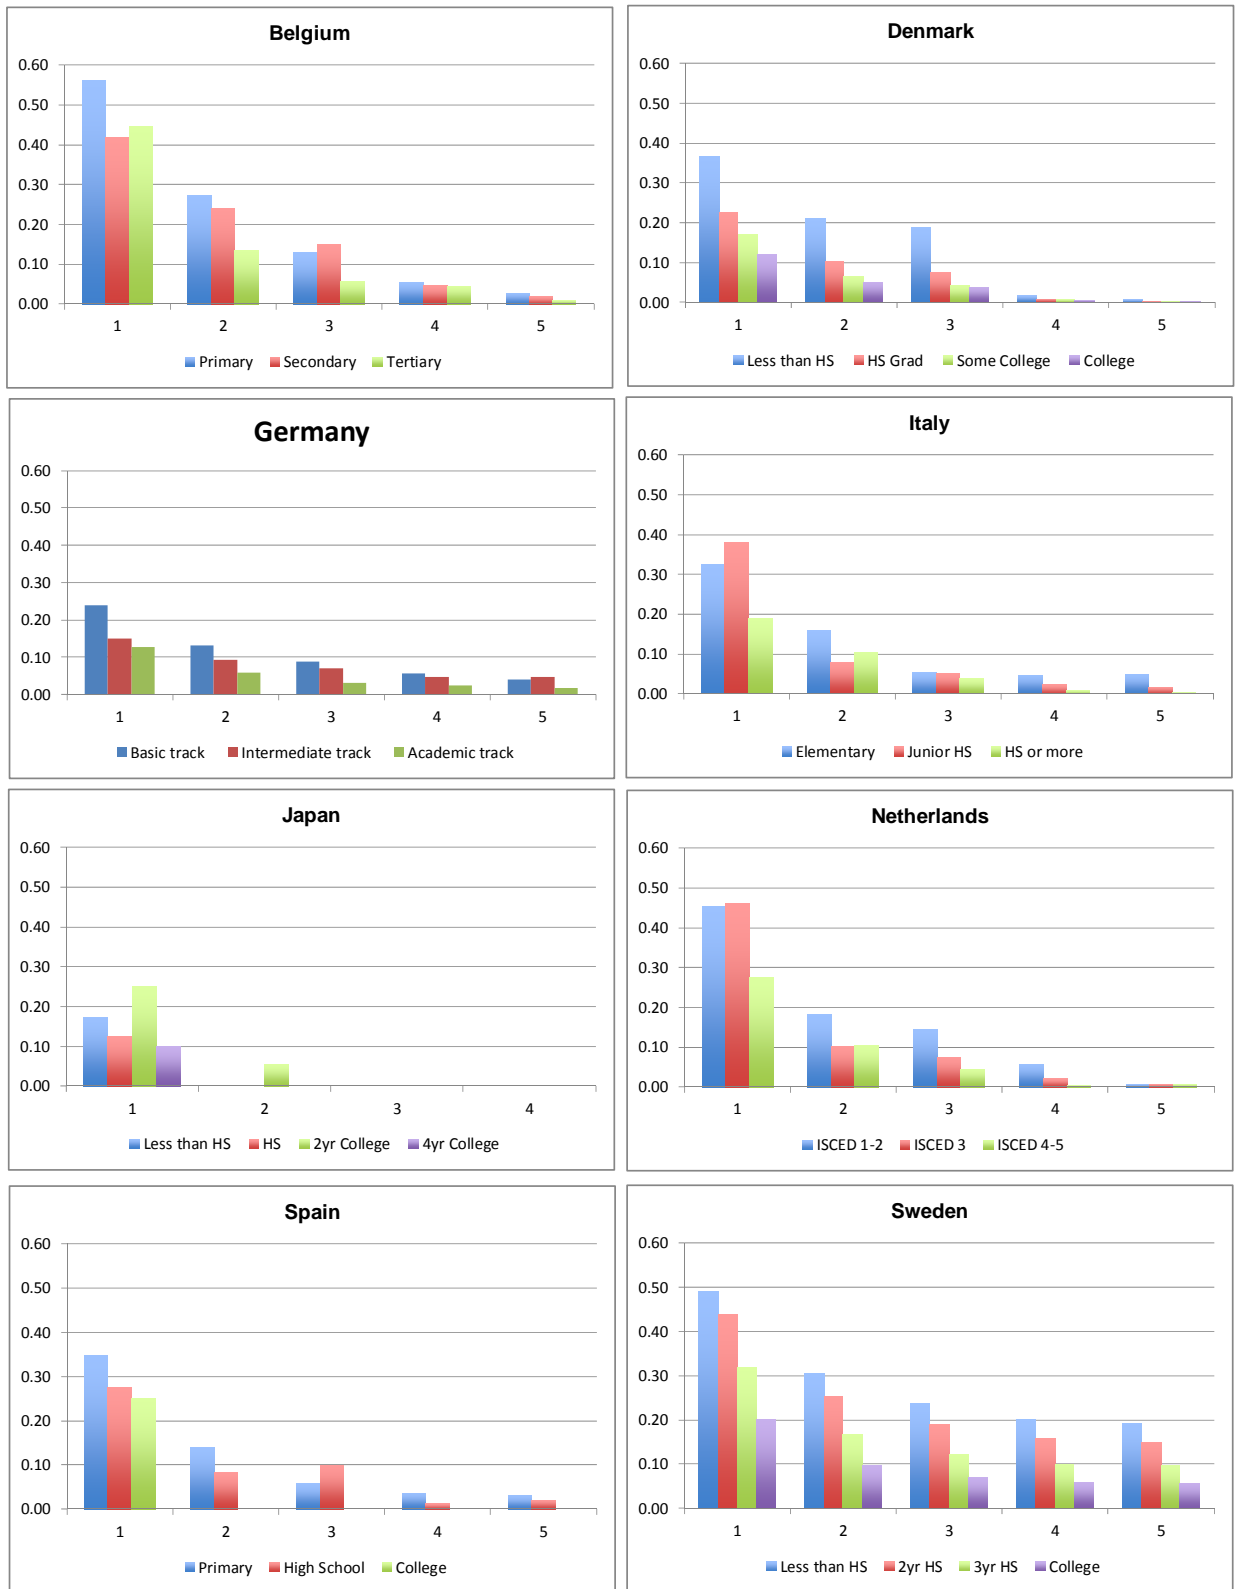 Belgium
0.60
0.50
0.40
0.30
0.20
0.10
0.00
1 2 3 4 5
Primary Secondary Tertiary
Denmark
0.60
0.50
0.40
0.30
0.20
0.10
0.00
1 2 3 4 5
Less than HS HS Grad Some College College
Germany
0.60
0.50
0.40
0.30
0.20
0.10
0.00
1 2 3 4 5
Basic track Intermediate track Academic track
Italy
0.60
0.50
0.40
0.30
0.20
0.10
0.00
1 2 3 4 5
Elementary Junior HS HS or more
Japan
0.60
0.50
0.40
0.30
0.20
0.10
0.00
1 2 3 4
Less than HS HS 2yr College 4yr College
Netherlands
0.60
0.50
0.40
0.30
0.20
0.10
0.00
1 2 3 4 5
ISCED 1-2 ISCED 3 ISCED 4-5
Spain
0.60
0.50
0.40
0.30
0.20
0.10
0.00
1 2 3 4 5
Primary High School College
Sweden
0.60
0.50
0.40
0.30
0.20
0.10
0.00
1 2 3 4 5
Less than HS 2yr HS 3yr HS College